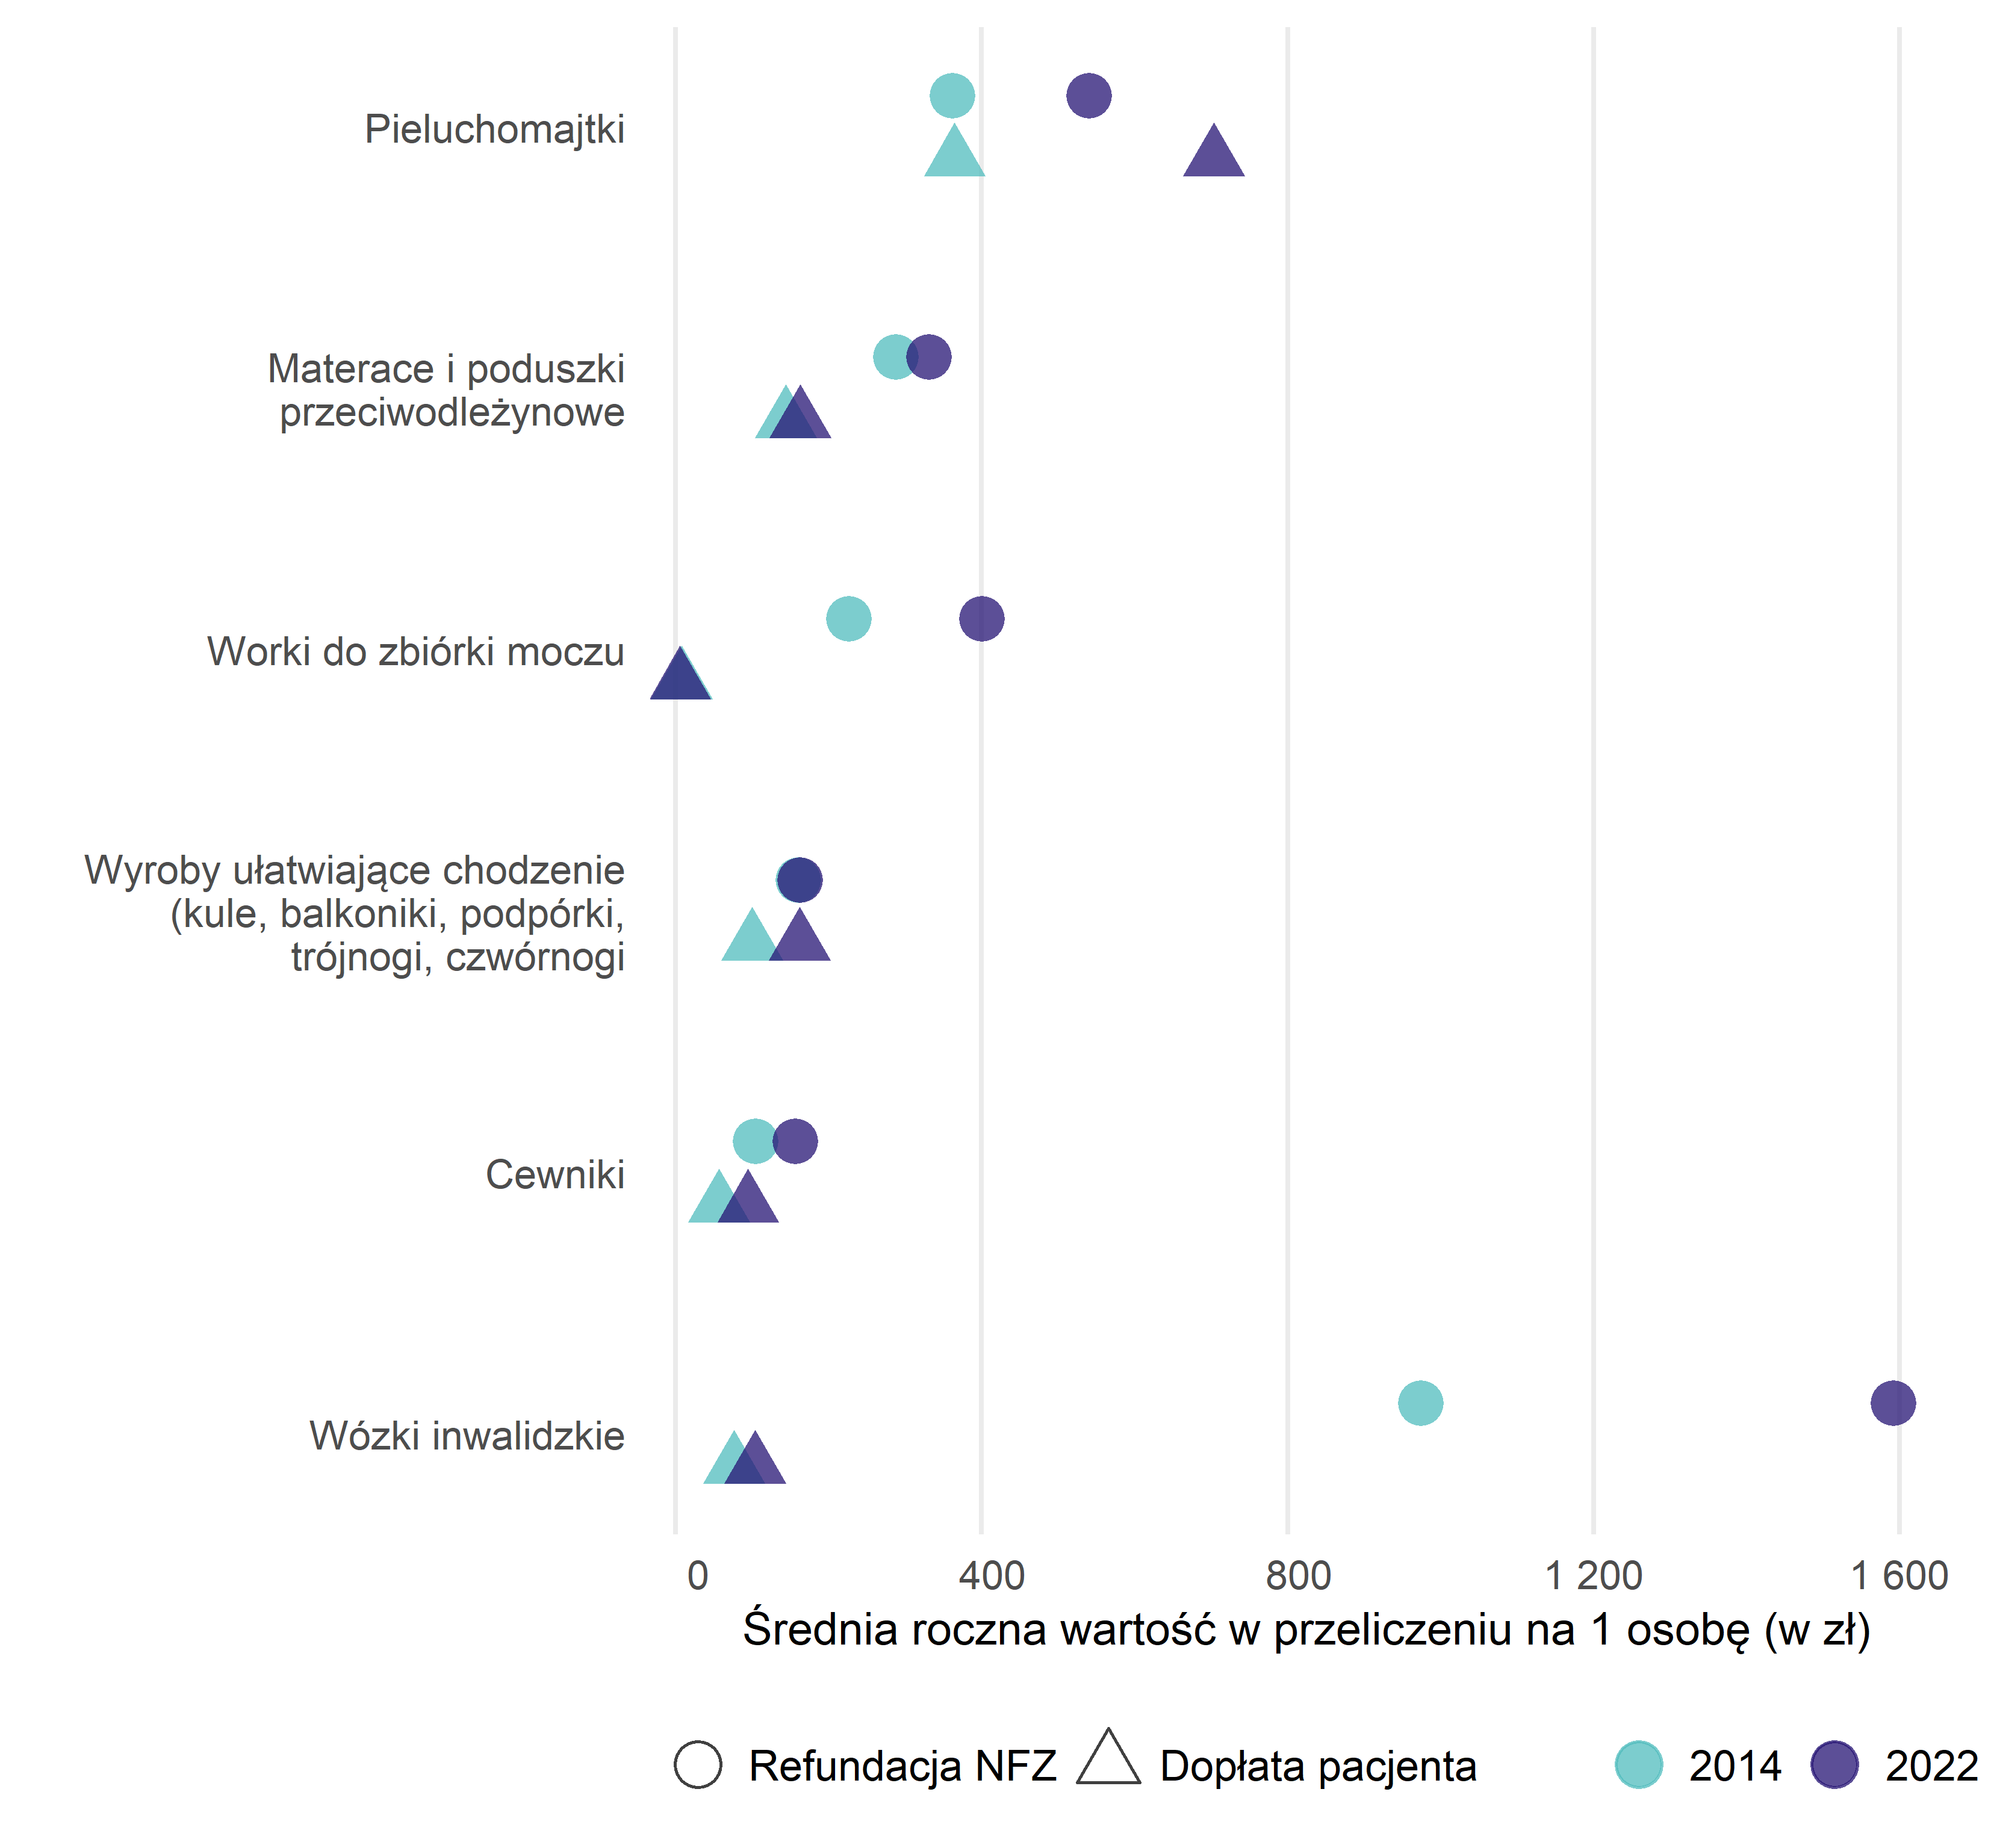 Pieluchomajtki
Materace i poduszki
przeciwodleżynowe
Worki do zbiórki moczu
Wyroby ułatwiające chodzenie
(kule, balkoniki, podpórki,
trójnogi, czwórnogi
Cewniki
Wózki inwalidzkie
0 400 800 1 200 1 600
Średnia roczna wartość w przeliczeniu na 1 osobę (w zł)
Refundacja NFZ Dopłata pacjenta 2014 2022